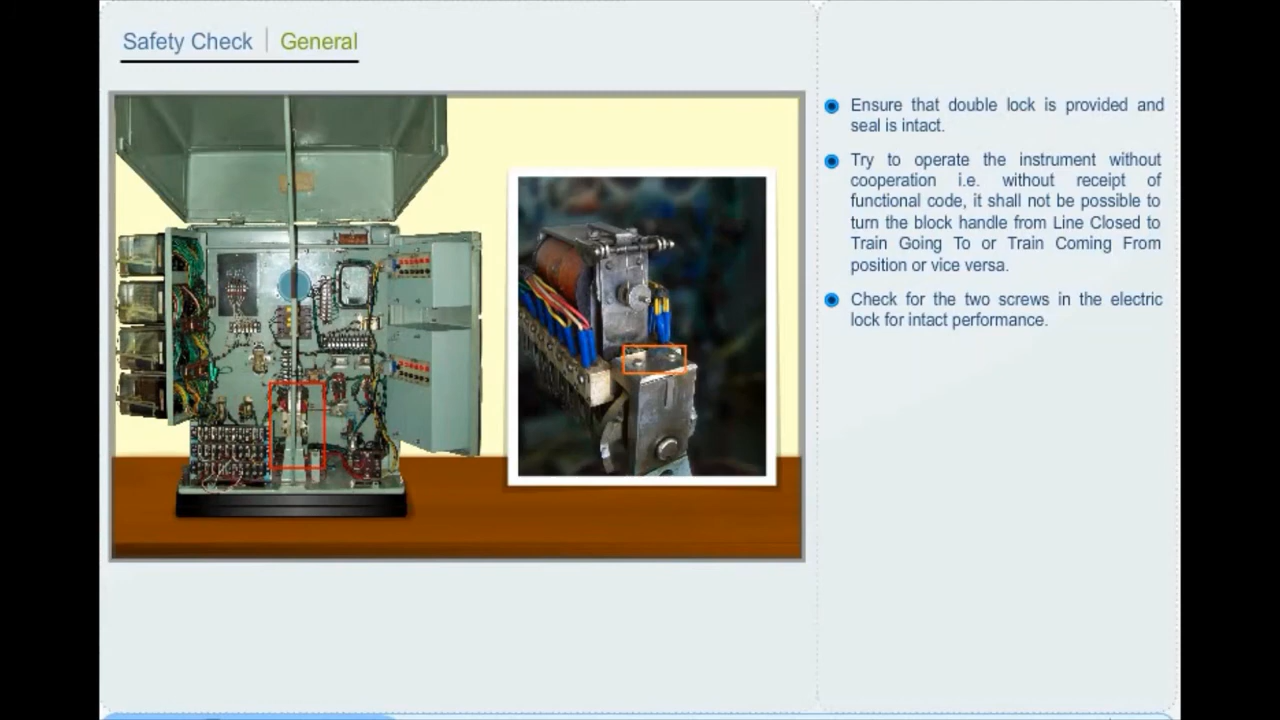 Safety Check | General
Ensure that double lock is provided and
seal is intact.
Try to operate the instrument without
cooperation i.e. without receipt of
functional code, it shall not be possible to
turn the block handle from Line Closed to
Train Going To or Train Coming From
position or vice versa.
Check for the two screws in the electric
lock for intact performance.